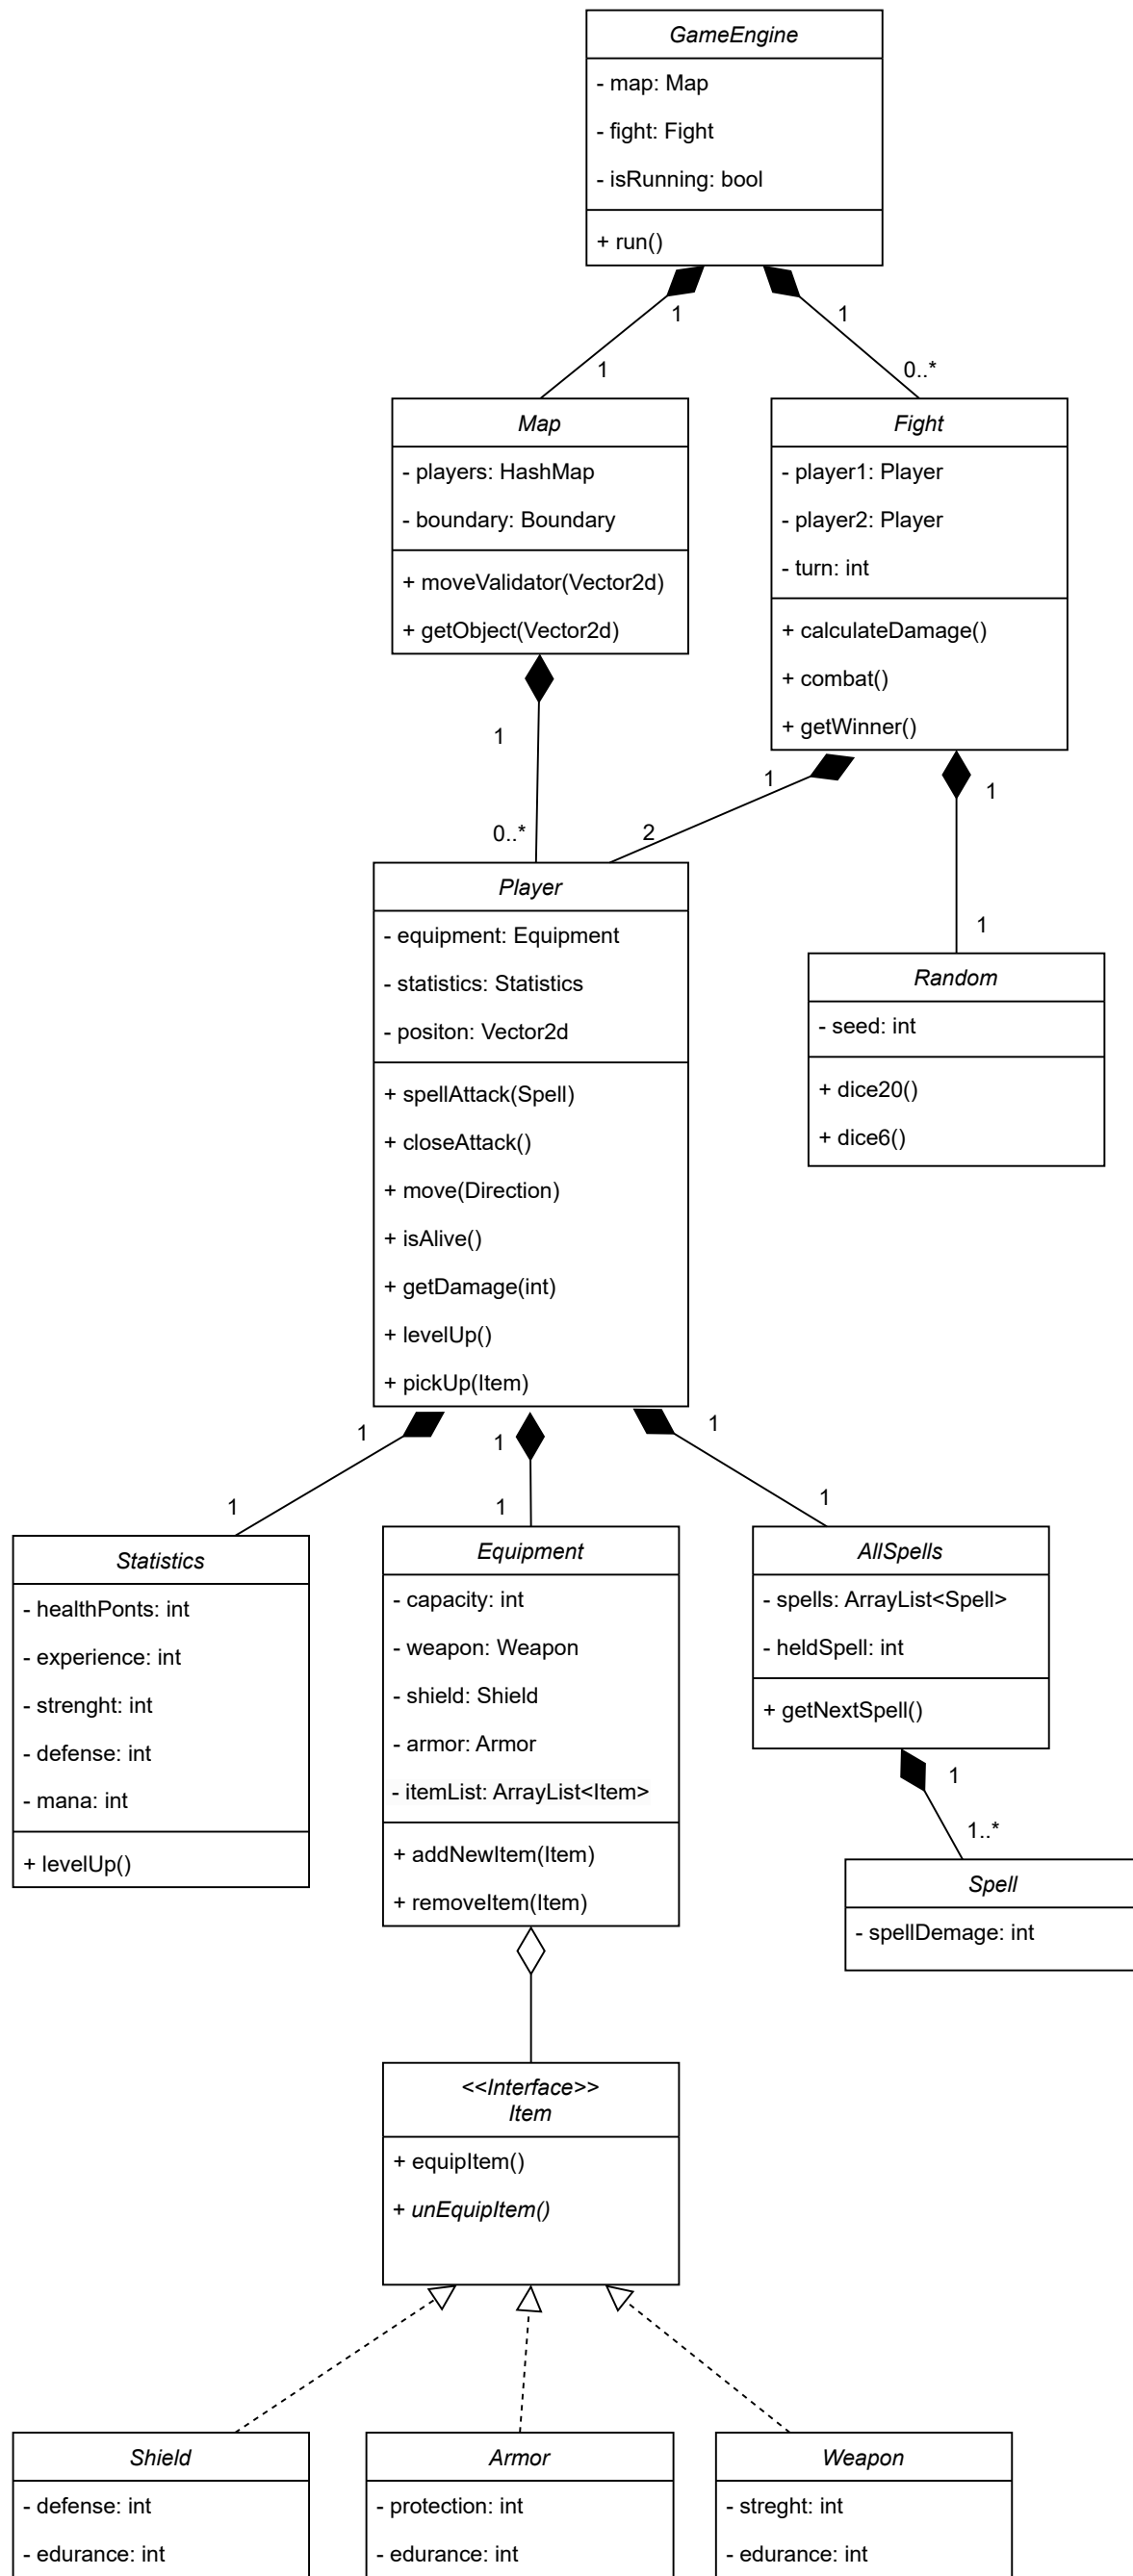 GameEngine
- map: Map
- fight: Fight
- isRunning: bool
+ run()
1
1
1
0..*
Map
- players: HashMap
- boundary: Boundary
+ moveValidator(Vector2d)
+ getObject(Vector2d)
Fight
- player1: Player
- player2: Player
- turn: int
+ calculateDamage()
+ combat()
+ getWinner()
1
0..*
1
2
1
1
Player
- equipment: Equipment
- statistics: Statistics
- positon: Vector2d
+ spellAttack(Spell)
+ closeAttack()
+ move(Direction)
+ isAlive()
+ getDamage(int)
+ levelUp()
+ pickUp(Item)
Random
- seed: int
+ dice20()
+ dice6()
1
1
1
1
1
1
Statistics
- healthPonts: int
- experience: int
- strenght: int
- defense: int
- mana: int
+ levelUp()
Equipment
- capacity: int
- weapon: Weapon
- shield: Shield
- armor: Armor
- itemList: ArrayList<Item>
+ addNewItem(Item)
+ removeItem(Item)
AllSpells
- spells: ArrayList<Spell>
- heldSpell: int
+ getNextSpell()
1
1..*
Spell
- spellDemage: int
<<Interface>>
Item
+ equipItem()
+ unEquipItem()
Shield
- defense: int
- edurance: int
Armor
- protection: int
- edurance: int
Weapon
- streght: int
- edurance: int